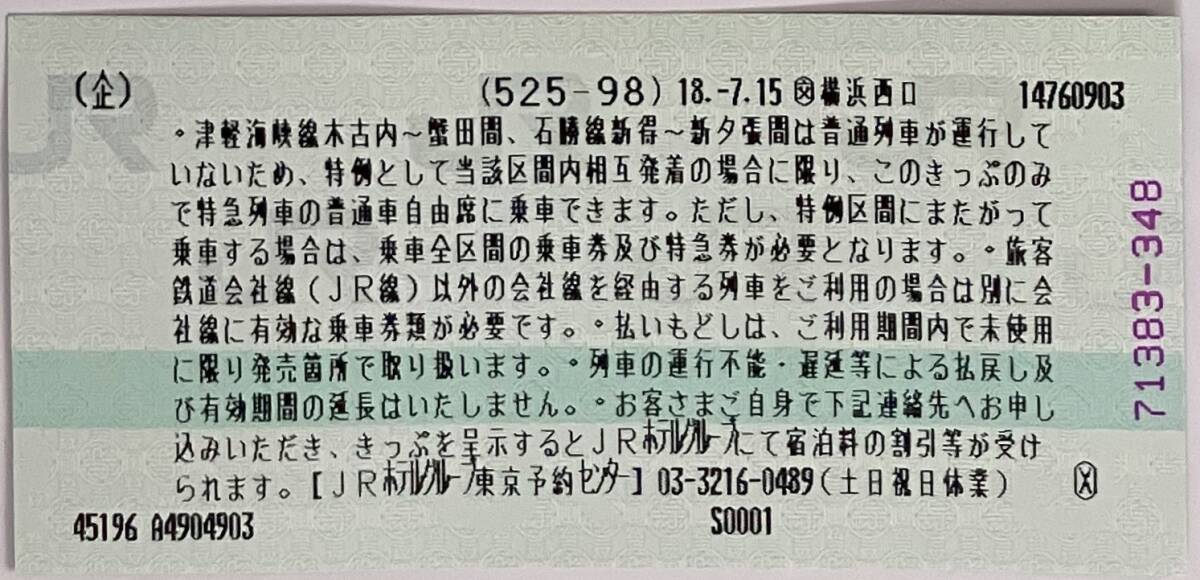 (企) (525-98) 18.-7.15 ㊋横浜西口 14760903
・津軽海峡線木古内～蟹田間、石勝線新得～新夕張間は普通列車が運行して
いないため、特例として当該区間内相互発着の場合に限り、このきっぷのみ
で特急列車の普通車自由席に乗車できます。ただし、特例区間にまたがって
乗車する場合は、乗車全区間の乗車券及び特急券が必要となります。・旅客
鉄道会社線(JR線)以外の会社線を経由する列車をご利用の場合は別に会
社線に有効な乗車券類が必要です。・払いもどしは、ご利用期間内で未使用
に限り発売箇所で取り扱います。・列車の運行不能・遅延等による払戻し及
び有効期間の延長はいたしません。・お客さまご自身で下記連絡先へお申し
込みいただき、きっぷを呈示するとJRホテルグループにて宿泊料の割引等が受け
られます。[JRホテルグループ東京予約センター]03-3216-0489(土日祝日休業)
45196 A4904903 S0001
71383-348
JR